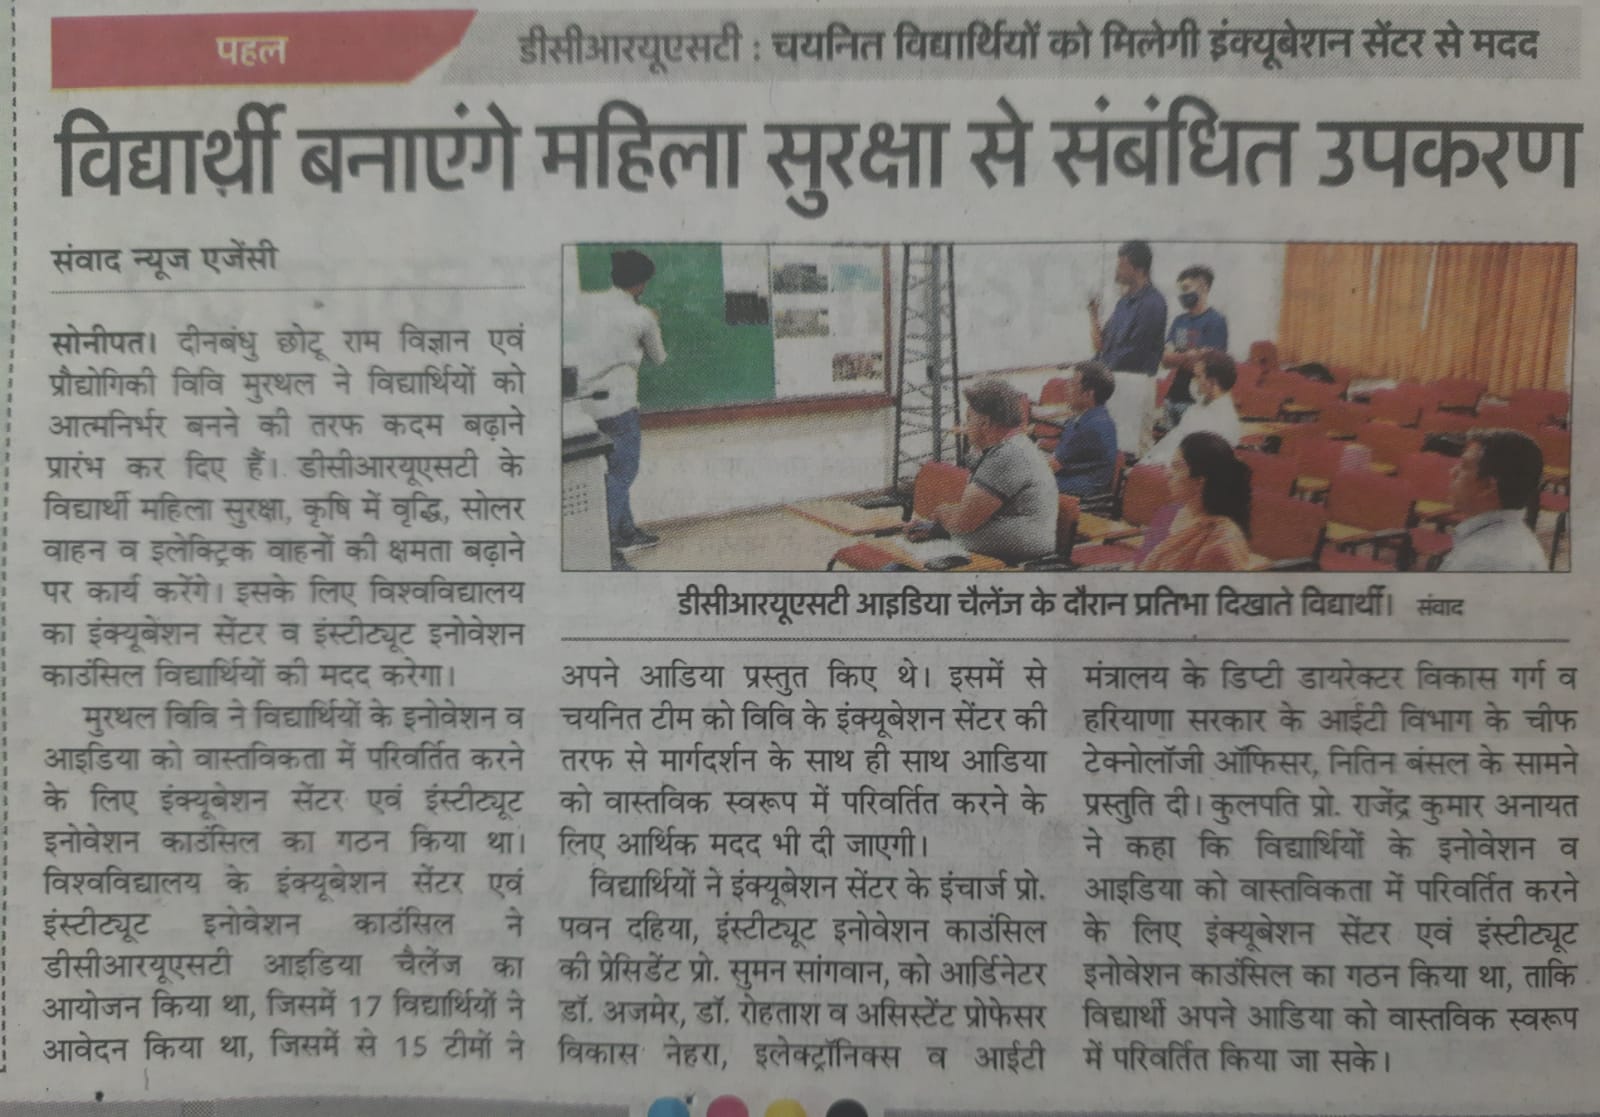 पहल
डीसीआरयूएसटी : चयनित विद्यार्थियों को मिलेगी इंक्यूबेशन सेंटर से मदद
विद्यार्थी बनाएंगे महिला सुरक्षा से संबंधित उपकरण
संवाद न्यूज एजेंसी
सोनीपत। दीनबंधु छोटू राम विज्ञान एवं
प्रौद्योगिकी विवि मुरथल ने विद्यार्थियों को
आत्मनिर्भर बनने की तरफ कदम बढ़ाने
प्रारंभ कर दिए हैं। डीसीआरयूएसटी के
विद्यार्थी महिला सुरक्षा, कृषि में वृद्धि, सोलर
वाहन व इलेक्ट्रिक वाहनों की क्षमता बढ़ाने
पर कार्य करेंगे। इसके लिए विश्वविद्यालय
का इंक्यूबेशन सेंटर व इंस्टीट्यूट इनोवेशन
काउंसिल विद्यार्थियों की मदद करेगा।
मुरथल विवि ने विद्यार्थियों के इनोवेशन व
आइडिया को वास्तविकता में परिवर्तित करने
के लिए इंक्यूबेशन सेंटर एवं इंस्टीट्यूट
इनोवेशन काउंसिल का गठन किया था।
विश्वविद्यालय के इंक्यूबेशन सेंटर एवं
इंस्टीट्यूट इनोवेशन काउंसिल ने
डीसीआरयूएसटी आइडिया चैलेंज का
आयोजन किया था, जिसमें 17 विद्यार्थियों ने
आवेदन किया था, जिसमें से 15 टीमों ने
डीसीआरयूएसटी आइडिया चैलेंज के दौरान प्रतिभा दिखाते विद्यार्थी। संवाद
अपने आडिया प्रस्तुत किए थे। इसमें से
चयनित टीम को विवि के इंक्यूबेशन सेंटर की
तरफ से मार्गदर्शन के साथ ही साथ आडिया
को वास्तविक स्वरूप में परिवर्तित करने के
लिए आर्थिक मदद भी दी जाएगी।
विद्यार्थियों ने इंक्यूबेशन सेंटर के इंचार्ज प्रो.
पवन दहिया, इंस्टीट्यूट इनोवेशन काउंसिल
की प्रेसिडेंट प्रो. सुमन सांगवान, को आर्डिनेटर
डॉ. अजमेर, डॉ. रोहताश व असिस्टेंट प्रोफेसर
विकास नेहरा, इलेक्ट्रॉनिक्स व आईटी
मंत्रालय के डिप्टी डायरेक्टर विकास गर्ग व
हरियाणा सरकार के आईटी विभाग के चीफ
टेक्नोलॉजी ऑफिसर, नितिन बंसल के सामने
प्रस्तुति दी। कुलपति प्रो. राजेंद्र कुमार अनायत
ने कहा कि विद्यार्थियों के इनोवेशन व
आइडिया को वास्तविकता में परिवर्तित करने
के लिए इंक्यूबेशन सेंटर एवं इंस्टीट्यूट
इनोवेशन काउंसिल का गठन किया था, ताकि
विद्यार्थी अपने आडिया को वास्तविक स्वरूप
में परिवर्तित किया जा सके।